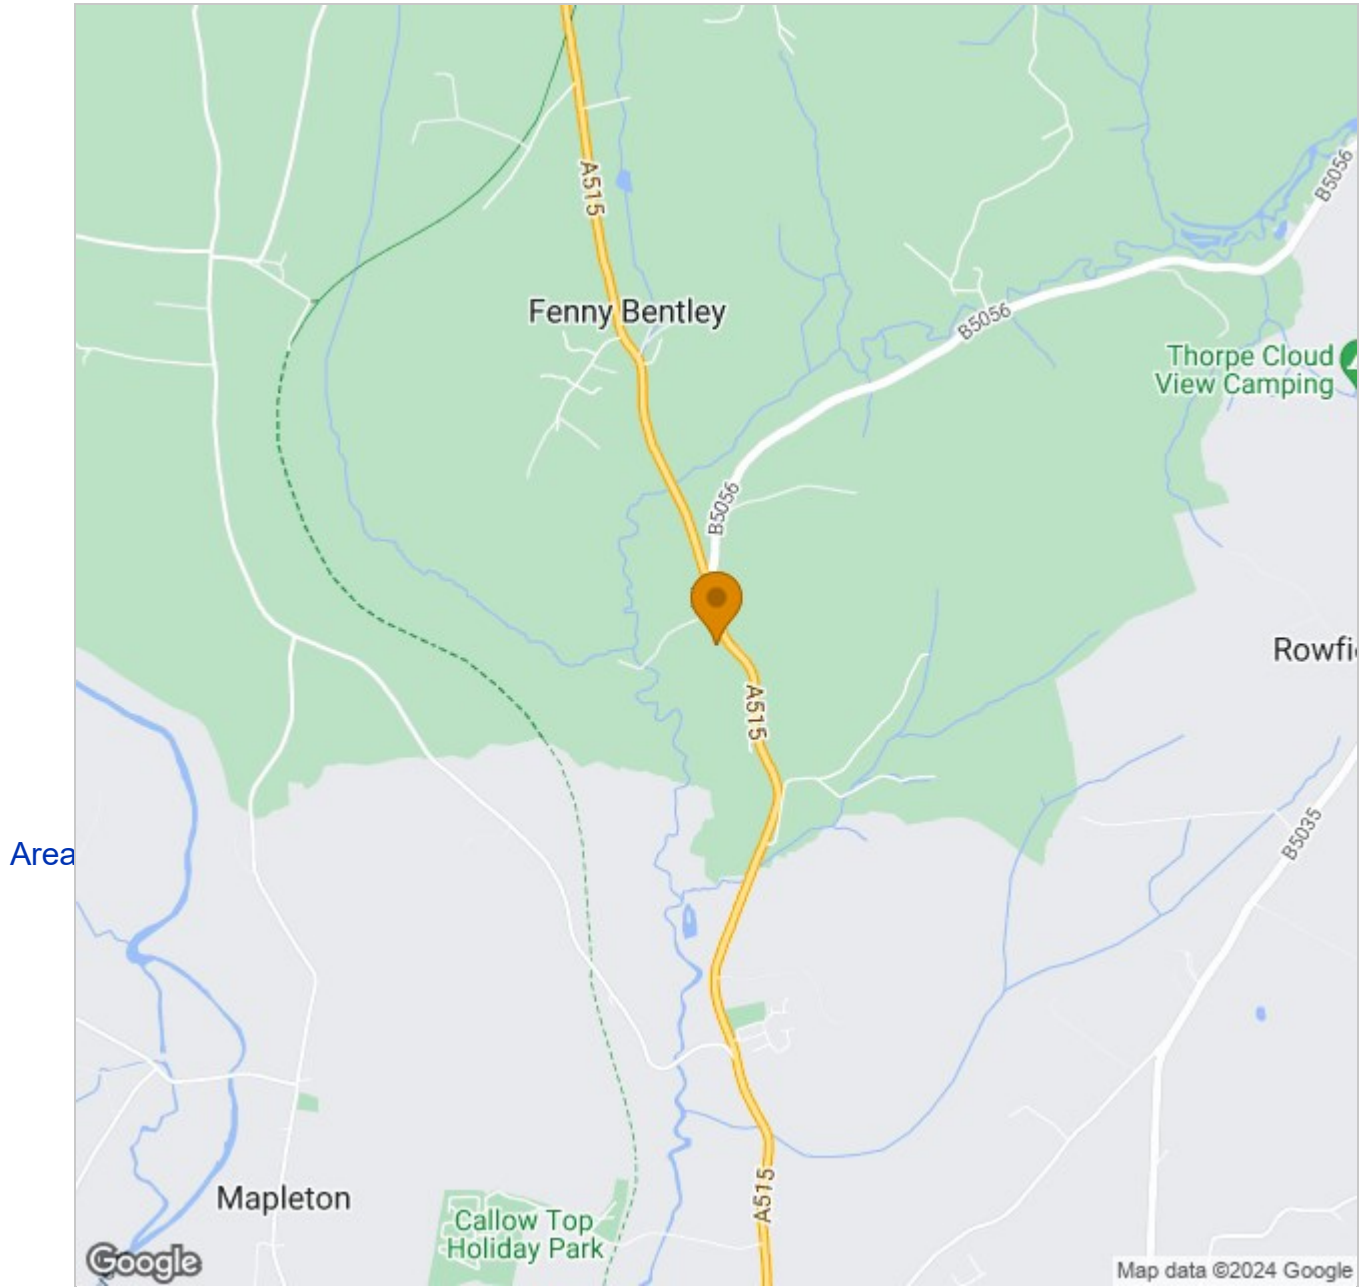 A515
B5056
Fenny Bentley
B5056
Thorpe Cloud
View Camping
B5056
A515
B5035
Area
A515
Mapleton
Callow Top
Holiday Park
Google
Map data ©2024 Google